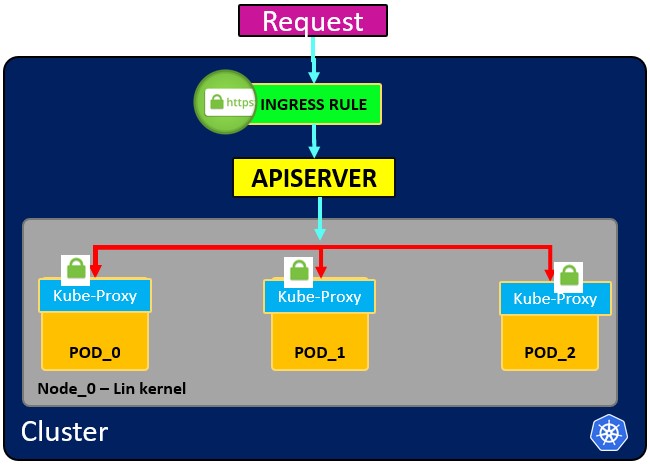 Request
https
INGRESS RULE
APISERVER
Kube-Proxy
Kube-Proxy
Kube-Proxy
POD_0
POD_1
POD_2
Node_0 – Lin kernel
Cluster